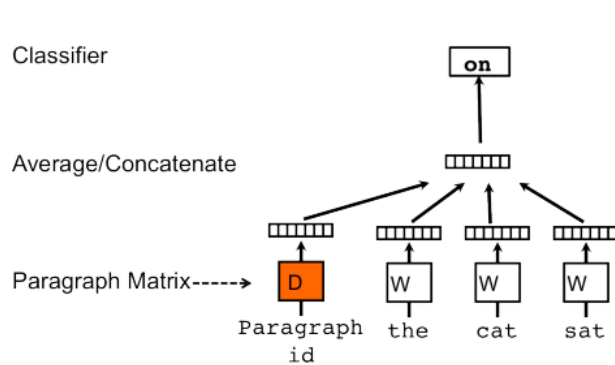 Classifier
on
Average/Concatenate
Paragraph Matrix
D
W
W
W
Paragraph
id
the
cat
sat